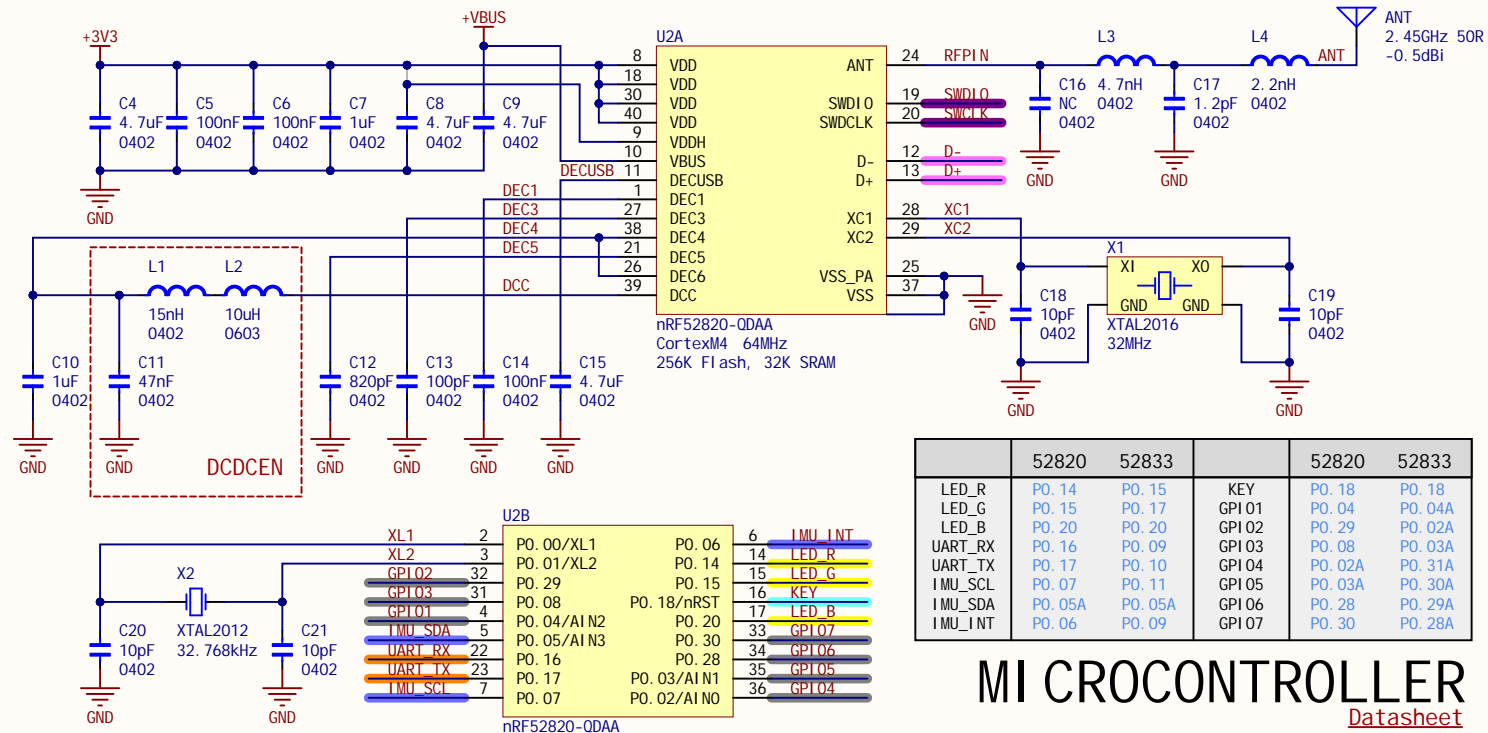 +3V3
+VBUS
C4
4.7uF
0402
C5
100nF
0402
C6
100nF
0402
C7
1uF
0402
C8
4.7uF
0402
C9
4.7uF
0402
GND
U2A
8 VDD
18 VDD
30 VDD
40 VDD
9 VDDH
10 VBUS
DECUSB 11 DECUSB
DEC1 1 DEC1
DEC3 27 DEC3
DEC4 38 DEC4
DEC5 21 DEC5
26 DEC6
DCC 39 DCC
ANT 24 RFPIN
SWDIO 19 SWDIO
SWDCLK 20 SWCLK
D- 12 D-
D+ 13 D+
XC1 28 XC1
XC2 29 XC2
VSS_PA 25
VSS 37
GND
nRF52820-QDAA
CortexM4 64MHz
256K Flash, 32K SRAM
C16
NC
0402
GND
L3
4.7nH
0402
C17
1.2pF
0402
GND
L4
2.2nH
0402
ANT
ANT
2.45GHz 50R
-0.5dBi
X1
XI XO
GND GND
XTAL2016
32MHz
C18
10pF
0402
GND
C19
10pF
0402
GND
L1
15nH
0402
L2
10uH
0603
C10
1uF
0402
GND
C11
47nF
0402
GND
DCDCEN
C12
820pF
0402
GND
C13
100pF
0402
GND
C14
100nF
0402
GND
C15
4.7uF
0402
GND
U2B
XL1 2 P0.00/XL1
XL2 3 P0.01/XL2
GPIO2 32 P0.29
GPIO3 31 P0.08
GPIO1 4 P0.04/AIN2
IMU_SDA 5 P0.05/AIN3
UART_RX 22 P0.16
UART_TX 23 P0.17
IMU_SCL 7 P0.07
P0.06 6 IMU_INT
P0.14 14 LED_R
P0.15 15 LED_G
P0.18/nRST 16 KEY
P0.20 17 LED_B
P0.30 33 GPIO7
P0.28 34 GPIO6
P0.03/AIN1 35 GPIO5
P0.02/AIN0 36 GPIO4
nRF52820-QDAA
X2
XTAL2012
32.768kHz
C20
10pF
0402
GND
C21
10pF
0402
GND
52820 52833 52820 52833
LED_R P0.14 P0.15 KEY P0.18 P0.18
LED_G P0.15 P0.17 GPIO1 P0.04 P0.04A
LED_B P0.20 P0.20 GPIO2 P0.29 P0.02A
UART_RX P0.16 P0.09 GPIO3 P0.08 P0.03A
UART_TX P0.17 P0.10 GPIO4 P0.02A P0.31A
IMU_SCL P0.07 P0.11 GPIO5 P0.03A P0.30A
IMU_SDA P0.05A P0.05A GPIO6 P0.28 P0.29A
IMU_INT P0.06 P0.09 GPIO7 P0.30 P0.28A
MICROCONTROLLER
Datasheet